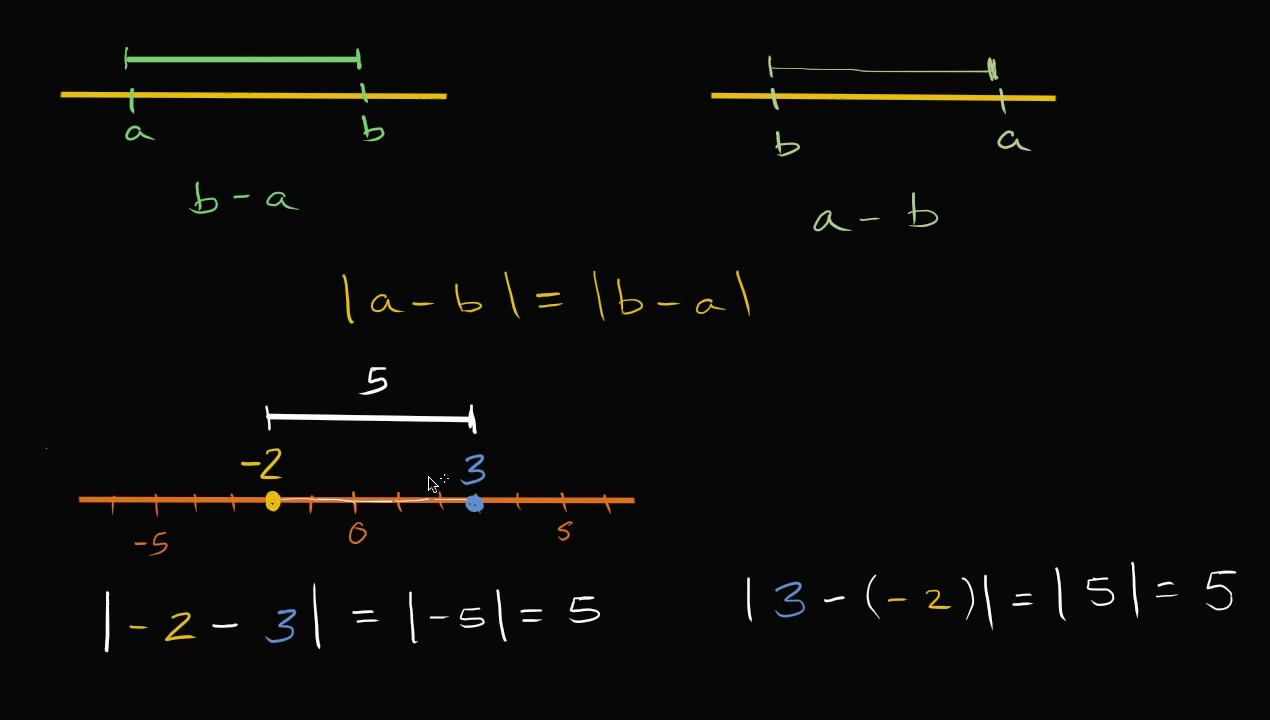 a b
b a
b - a
a - b
|a - b| = |b - a|
5
-2 3
-5 0 5
|-2 - 3| = |-5| = 5
|3 - (-2)| = |5| = 5